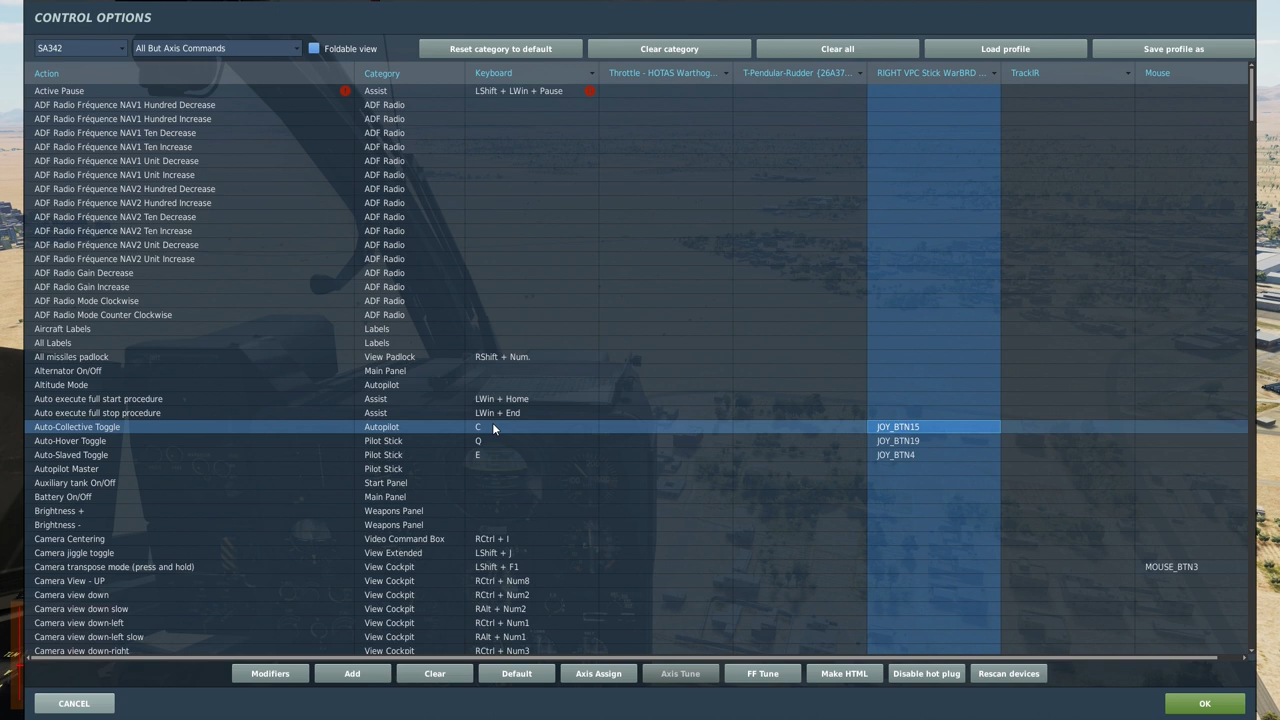 CONTROL OPTIONS
SA342 All But Axis Commands Foldable view Reset category to default Clear category Clear all Load profile Save profile as
Action Category Keyboard Throttle - HOTAS Warthog... T-Pendular-Rudder {26A37... RIGHT VPC Stick WarBRD ... TrackIR Mouse
Active Pause Assist LShift + LWin + Pause
ADF Radio Fréquence NAV1 Hundred Decrease ADF Radio
ADF Radio Fréquence NAV1 Hundred Increase ADF Radio
ADF Radio Fréquence NAV1 Ten Decrease ADF Radio
ADF Radio Fréquence NAV1 Ten Increase ADF Radio
ADF Radio Fréquence NAV1 Unit Decrease ADF Radio
ADF Radio Fréquence NAV1 Unit Increase ADF Radio
ADF Radio Fréquence NAV2 Hundred Decrease ADF Radio
ADF Radio Fréquence NAV2 Hundred Increase ADF Radio
ADF Radio Fréquence NAV2 Ten Decrease ADF Radio
ADF Radio Fréquence NAV2 Ten Increase ADF Radio
ADF Radio Fréquence NAV2 Unit Decrease ADF Radio
ADF Radio Fréquence NAV2 Unit Increase ADF Radio
ADF Radio Gain Decrease ADF Radio
ADF Radio Gain Increase ADF Radio
ADF Radio Mode Clockwise ADF Radio
ADF Radio Mode Counter Clockwise ADF Radio
Aircraft Labels Labels
All Labels Labels
All missiles padlock View Padlock RShift + Num.
Alternator On/Off Main Panel
Altitude Mode Autopilot
Auto execute full start procedure Assist LWin + Home
Auto execute full stop procedure Assist LWin + End
Auto-Collective Toggle Autopilot C JOY_BTN15
Auto-Hover Toggle Pilot Stick Q JOY_BTN19
Auto-Slaved Toggle Pilot Stick E JOY_BTN4
Autopilot Master Pilot Stick
Auxiliary tank On/Off Start Panel
Battery On/Off Main Panel
Brightness + Weapons Panel
Brightness - Weapons Panel
Camera Centering Video Command Box RCtrl + I
Camera jiggle toggle View Extended LShift + J
Camera transpose mode (press and hold) View Cockpit LShift + F1 MOUSE_BTN3
Camera View - UP View Cockpit RCtrl + Num8
Camera view down View Cockpit RCtrl + Num2
Camera view down slow View Cockpit RAlt + Num2
Camera view down-left View Cockpit RCtrl + Num1
Camera view down-left slow View Cockpit RAlt + Num1
Camera view down-right View Cockpit RCtrl + Num3
Modifiers Add Clear Default Axis Assign Axis Tune FF Tune Make HTML Disable hot plug Rescan devices
CANCEL OK